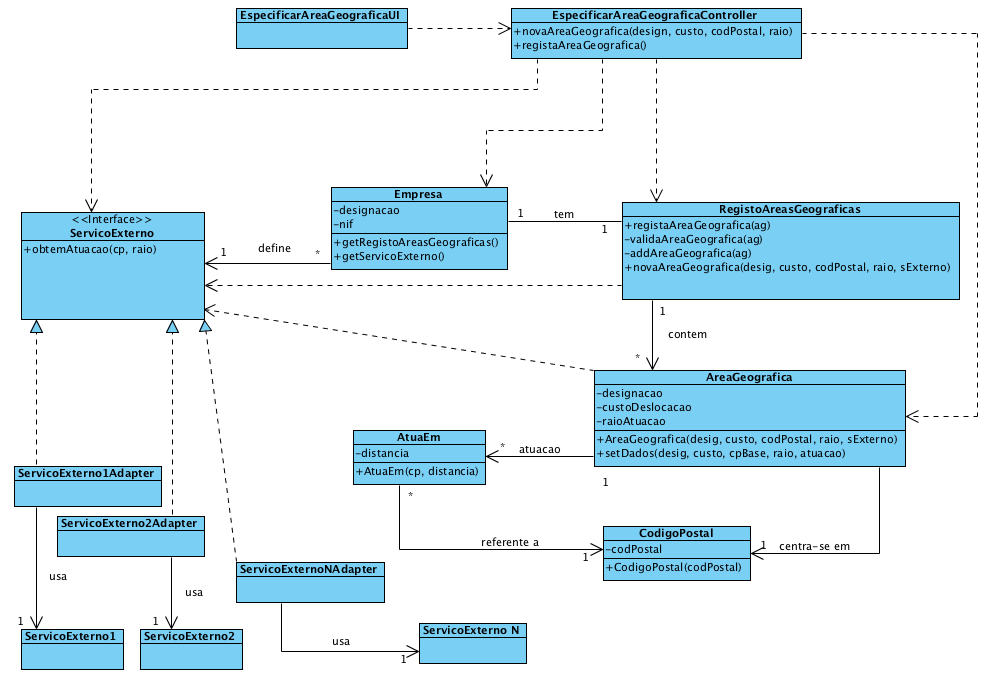 EspecificarAreaGeograficaUI
EspecificarAreaGeograficaController
+novaAreaGeografica(design, custo, codPostal, raio)
+registaAreaGeografica()
<<Interface>>
ServicoExterno
+obtemAtuacao(cp, raio)
1
define
*
Empresa
-designacao
-nif
+getRegistoAreasGeograficas()
+getServicoExterno()
1
tem
1
RegistoAreasGeograficas
+registaAreaGeografica(ag)
-validaAreaGeografica(ag)
-addAreaGeografica(ag)
+novaAreaGeografica(desig, custo, codPostal, raio, sExterno)
1
contem
*
AreaGeografica
-designacao
-custoDeslocacao
-raioAtuacao
+AreaGeografica(desig, custo, codPostal, raio, sExterno)
+setDados(desig, custo, cpBase, raio, atuacao)
AtuaEm
-distancia
+AtuaEm(cp, distancia)
*
atuacao
1
*
referente a
1
CodigoPostal
-codPostal
+CodigoPostal(codPostal)
1
centra-se em
ServicoExterno1Adapter
ServicoExterno2Adapter
ServicoExternoNAdapter
usa
1
usa
1
usa
1
ServicoExterno1
ServicoExterno2
ServicoExterno N